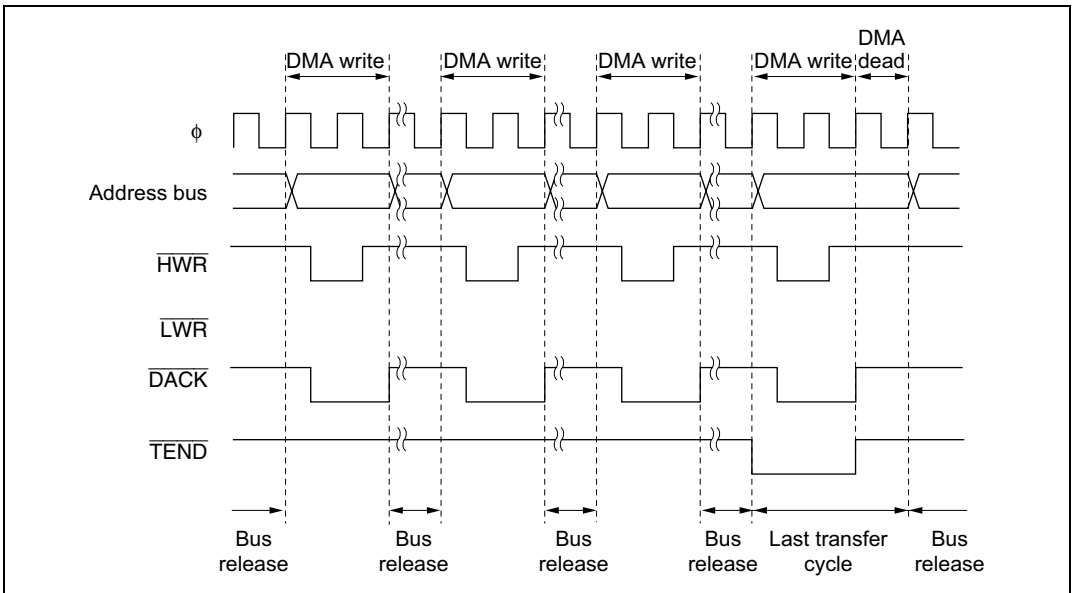 DMA
DMA write DMA write DMA write DMA write dead
φ
Address bus
HWR
LWR
DACK
TEND
Bus Bus Bus Bus Last transfer Bus
release release release release cycle release